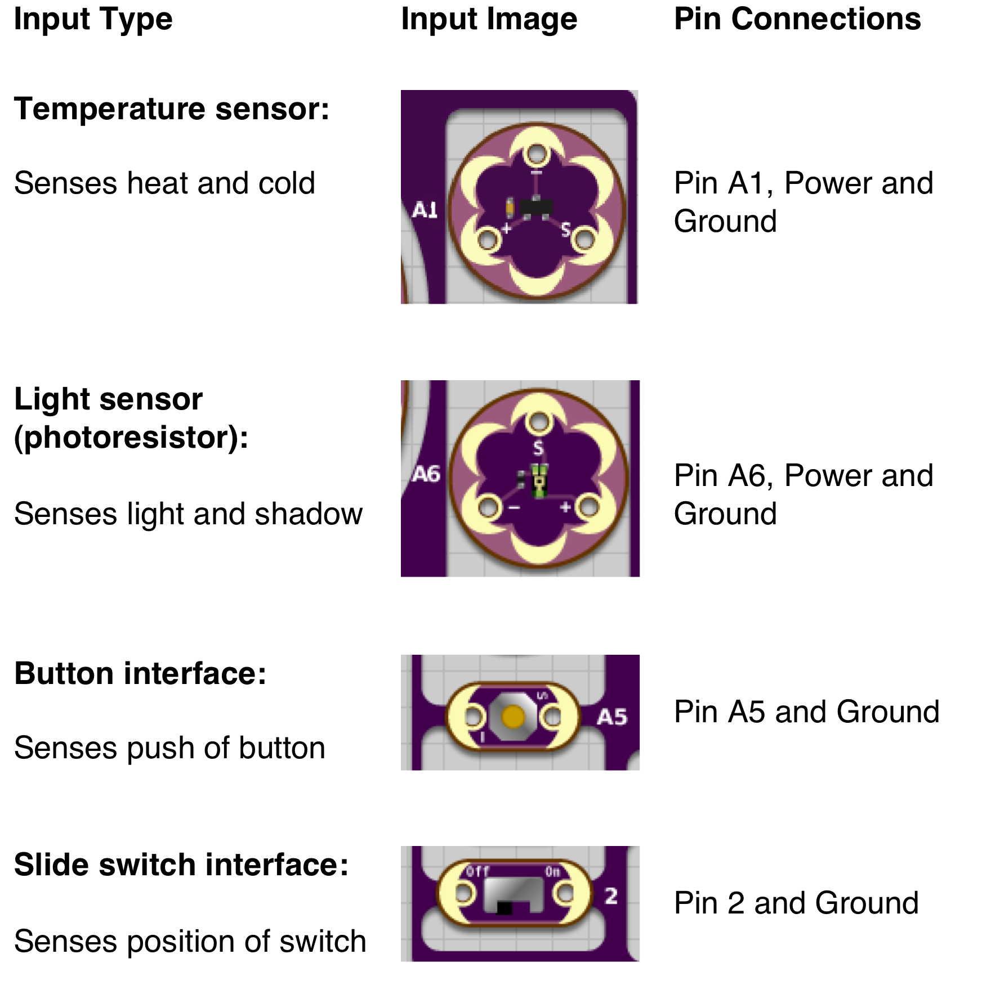 Input Type
Input Image
Pin Connections
Temperature sensor:
Senses heat and cold
A1
–
+
S
Pin A1, Power and
Ground
Light sensor
(photoresistor):
Senses light and shadow
A6
S
–
+
Pin A6, Power and
Ground
Button interface:
Senses push of button
S
A5
Pin A5 and Ground
Slide switch interface:
Senses position of switch
Off
On
2
Pin 2 and Ground